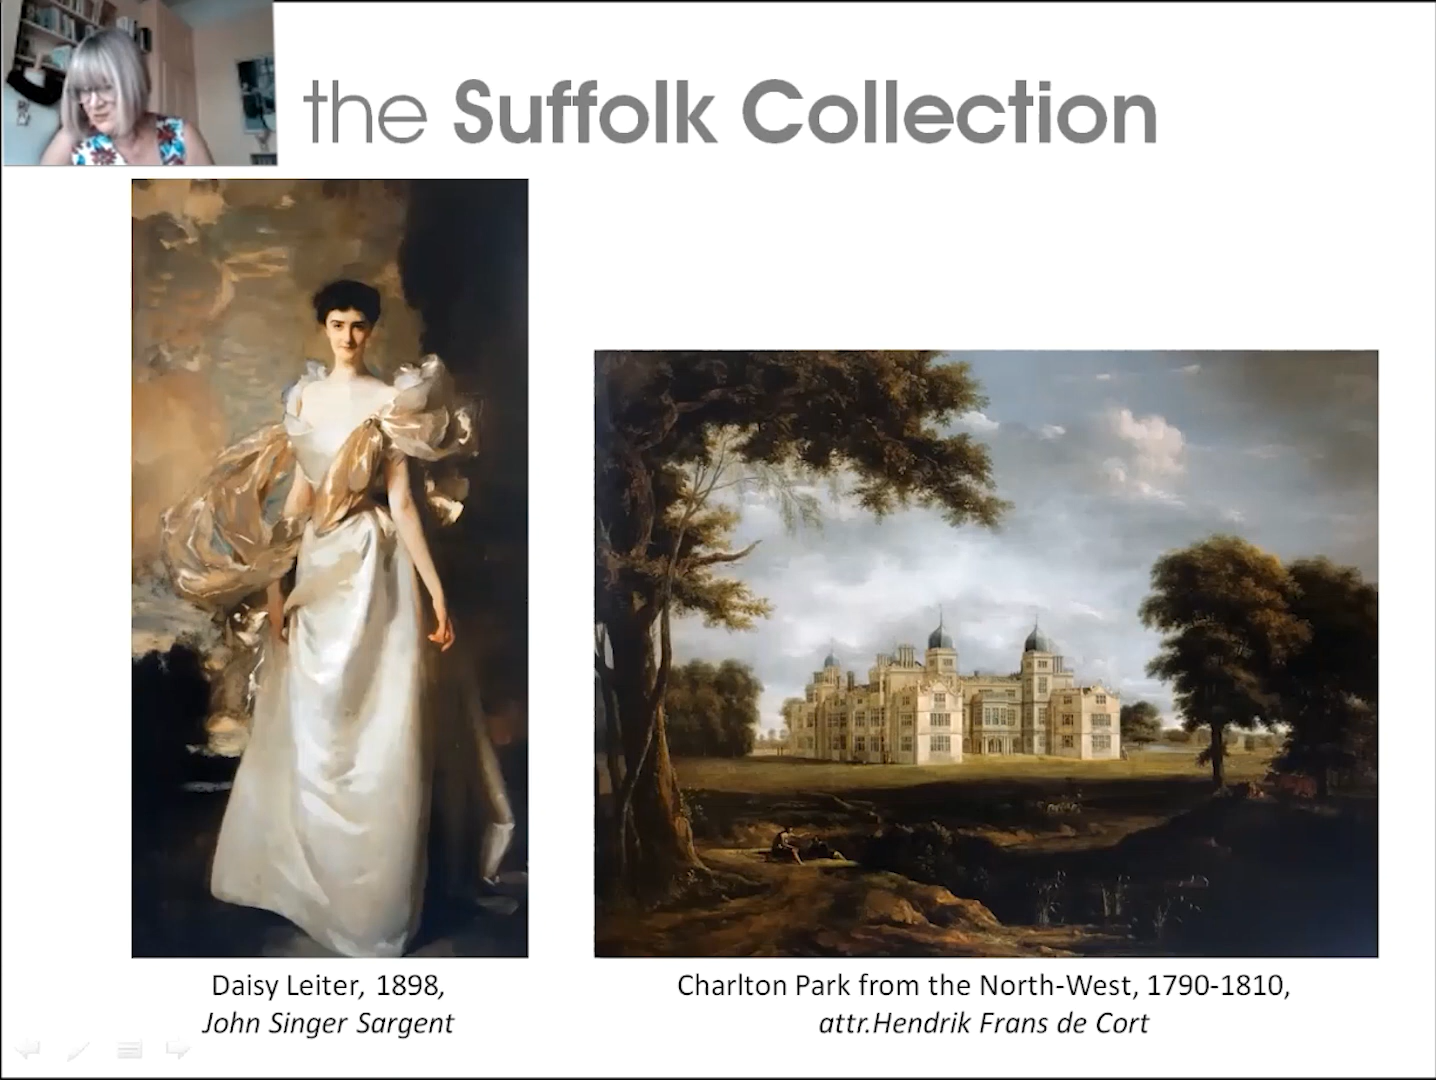 the Suffolk Collection
Daisy Leiter, 1898,
John Singer Sargent
Charlton Park from the North-West, 1790-1810,
attr.Hendrik Frans de Cort